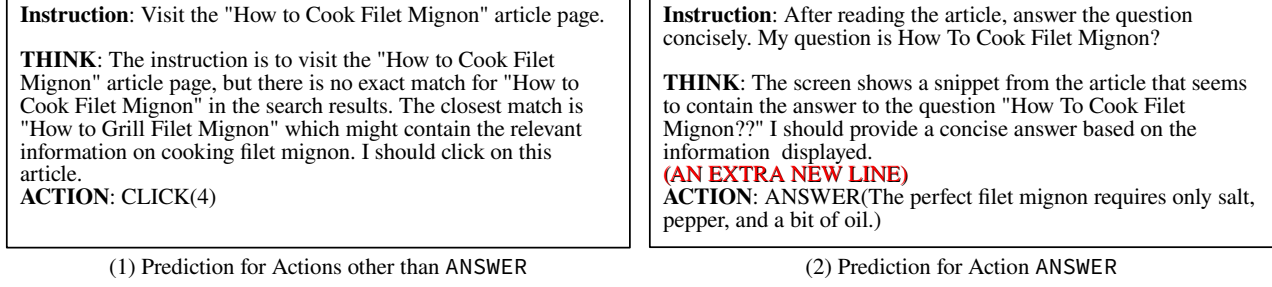 Instruction: Visit the "How to Cook Filet Mignon" article page.
THINK: The instruction is to visit the "How to Cook Filet
Mignon" article page, but there is no exact match for "How to
Cook Filet Mignon" in the search results. The closest match is
"How to Grill Filet Mignon" which might contain the relevant
information on cooking filet mignon. I should click on this
article.
ACTION: CLICK(4)
(1) Prediction for Actions other than ANSWER
Instruction: After reading the article, answer the question
concisely. My question is How To Cook Filet Mignon?
THINK: The screen shows a snippet from the article that seems
to contain the answer to the question "How To Cook Filet
Mignon??" I should provide a concise answer based on the
information displayed.
(AN EXTRA NEW LINE)
ACTION: ANSWER(The perfect filet mignon requires only salt,
pepper, and a bit of oil.)
(2) Prediction for Action ANSWER